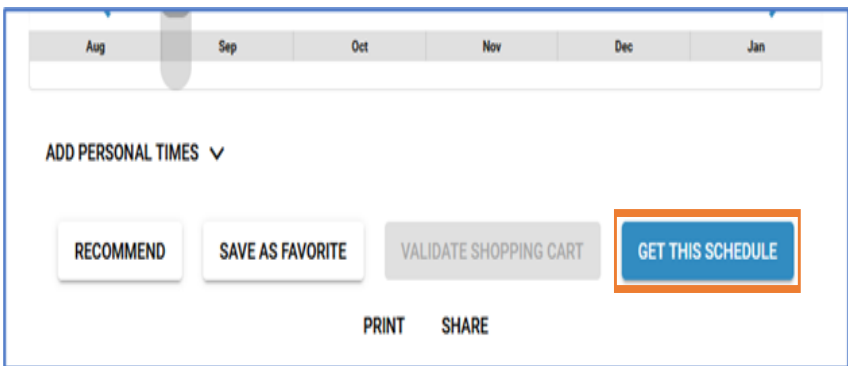 Aug Sep Oct Nov Dec Jan
ADD PERSONAL TIMES
RECOMMEND SAVE AS FAVORITE VALIDATE SHOPPING CART GET THIS SCHEDULE
PRINT SHARE